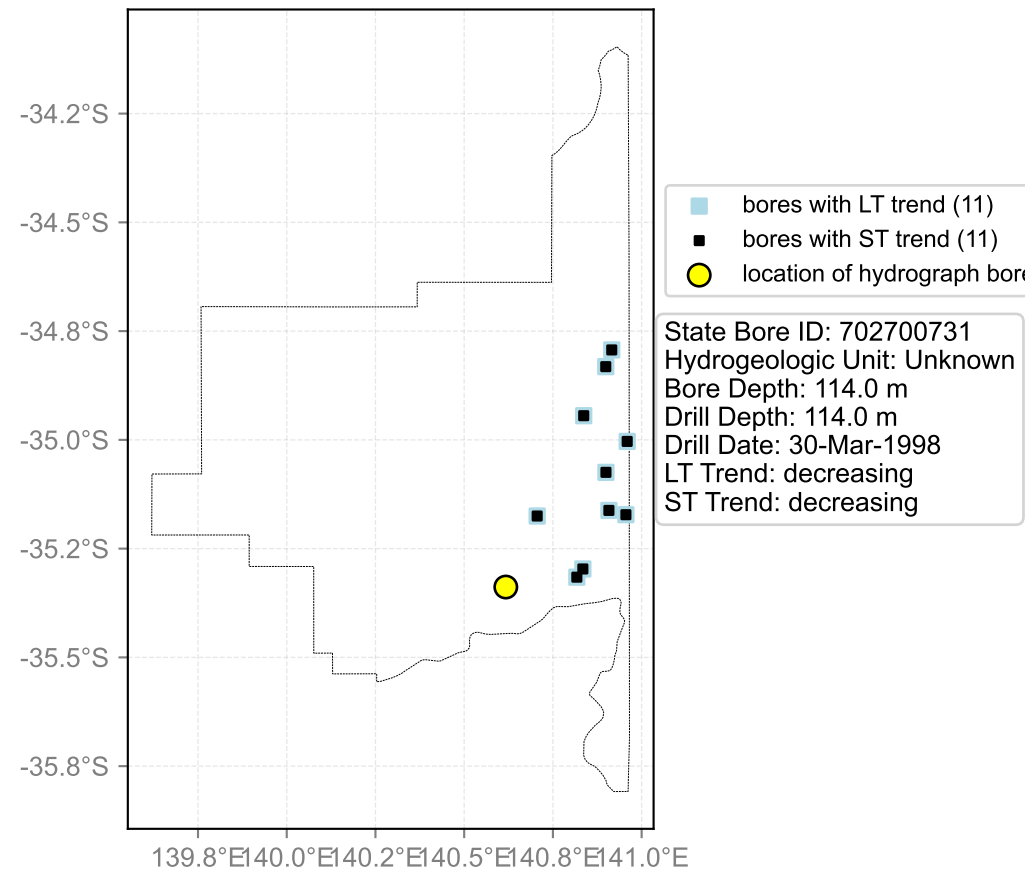 -34.2°S
-34.5°S
-34.8°S
-35.0°S
-35.2°S
-35.5°S
-35.8°S
139.8°E140.0°E140.2°E140.5°E140.8°E141.0°E
bores with LT trend (11)
bores with ST trend (11)
location of hydrograph bore
State Bore ID: 702700731
Hydrogeologic Unit: Unknown
Bore Depth: 114.0 m
Drill Depth: 114.0 m
Drill Date: 30-Mar-1998
LT Trend: decreasing
ST Trend: decreasing